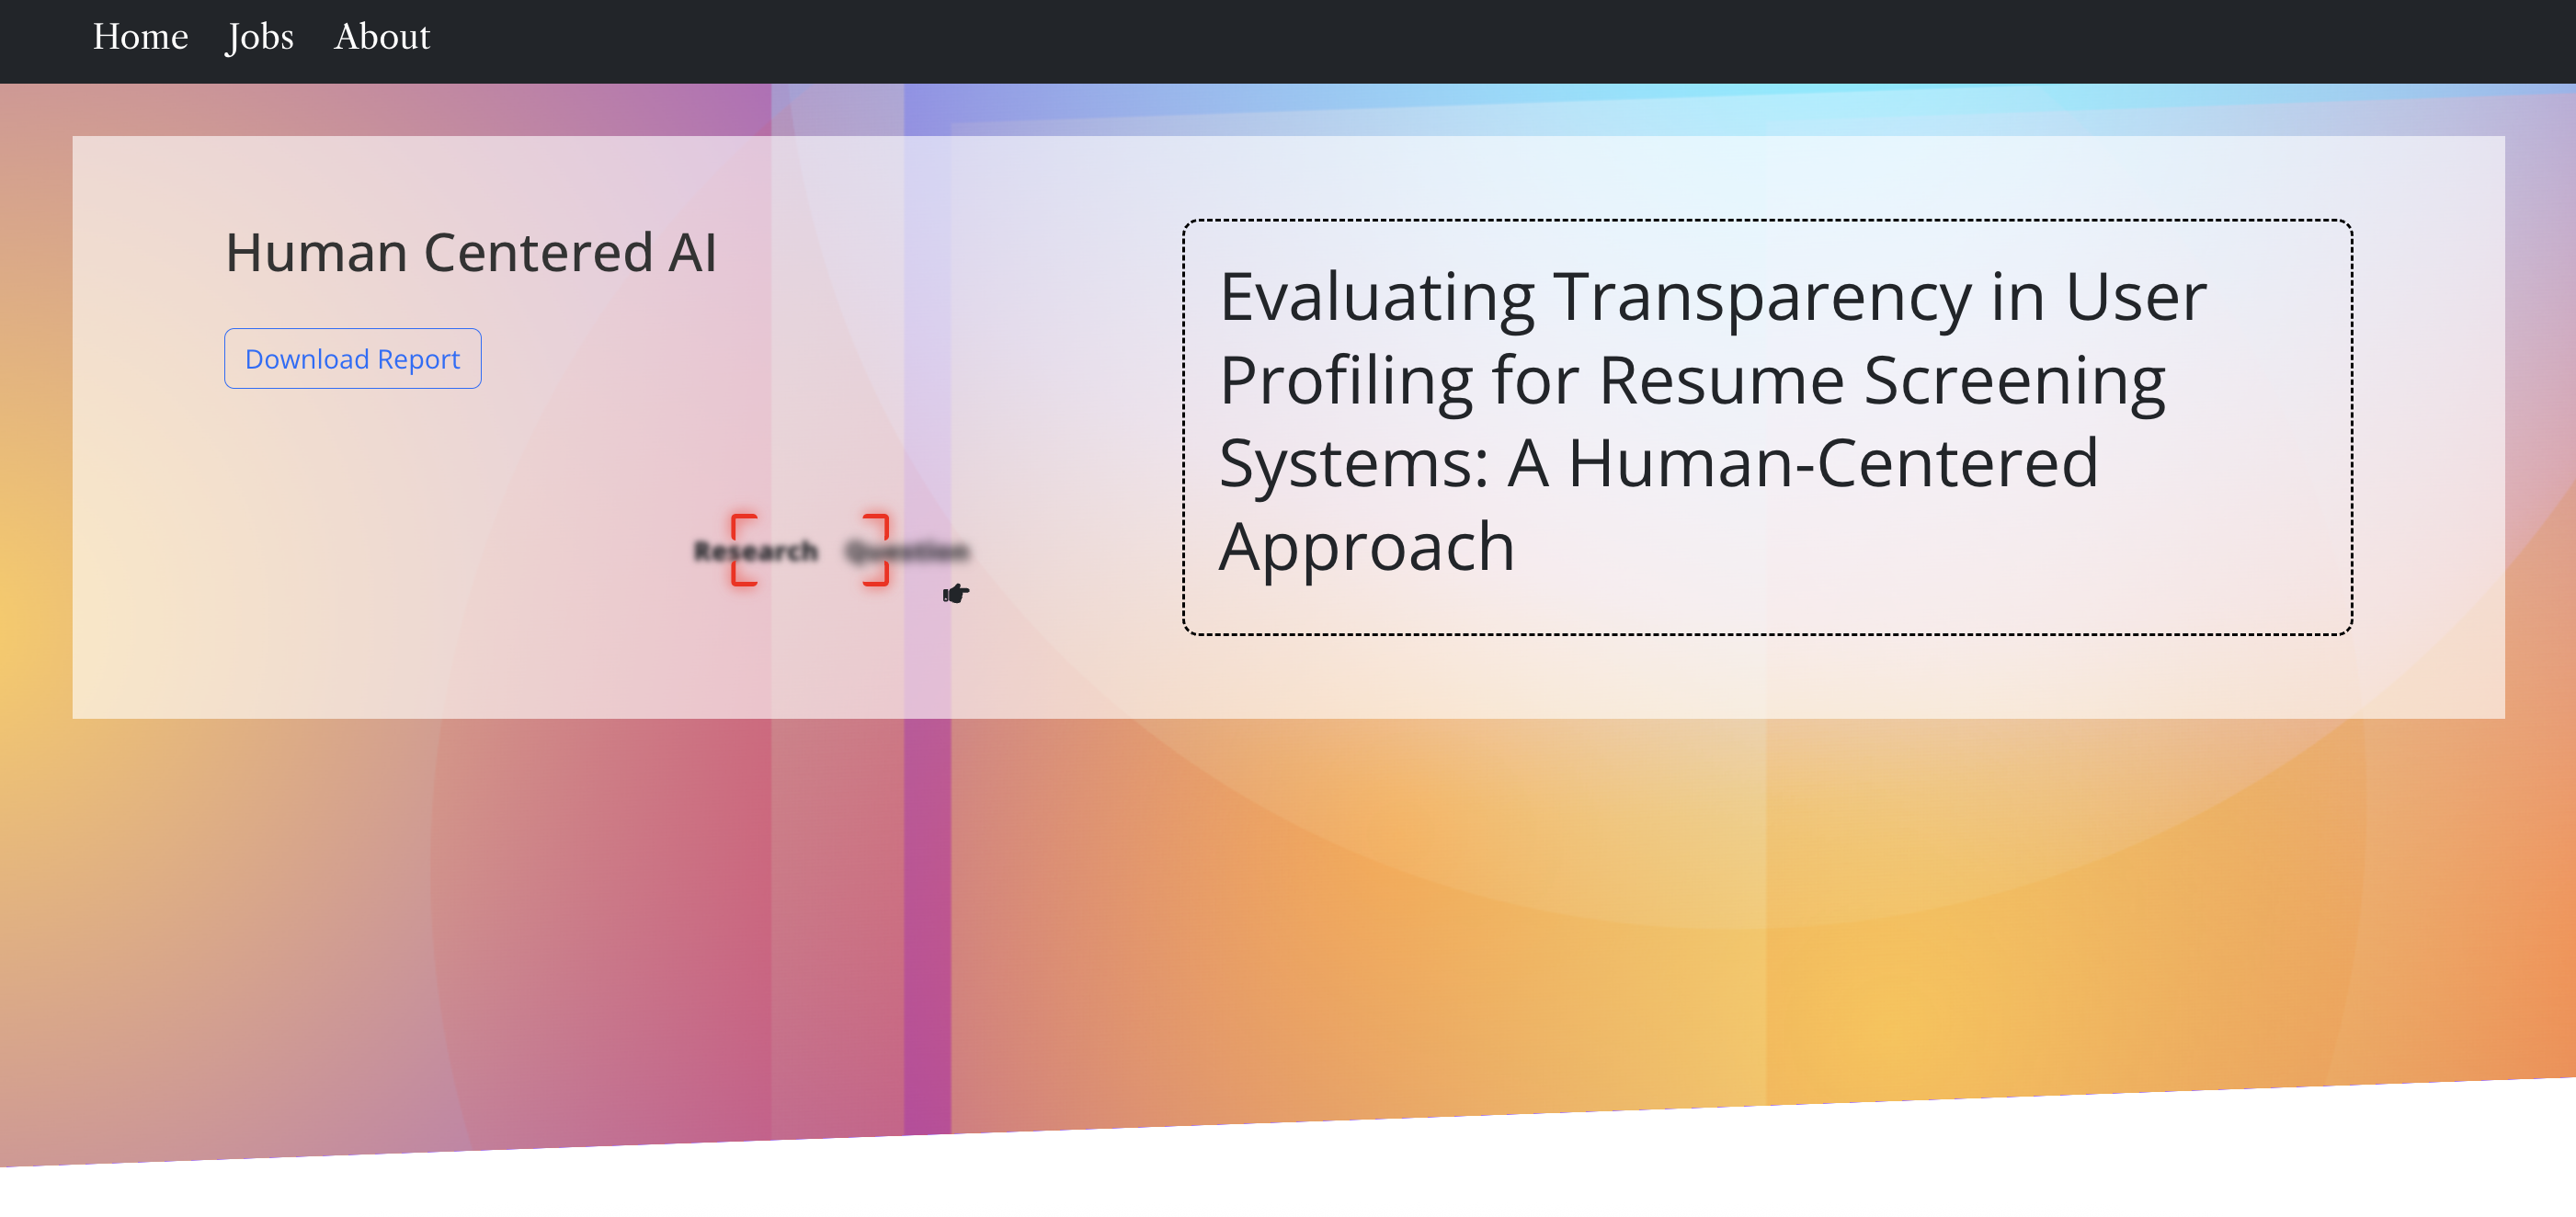 Home Jobs About
Human Centered AI
Download Report
Research Question
Evaluating Transparency in User
Profiling for Resume Screening
Systems: A Human-Centered
Approach